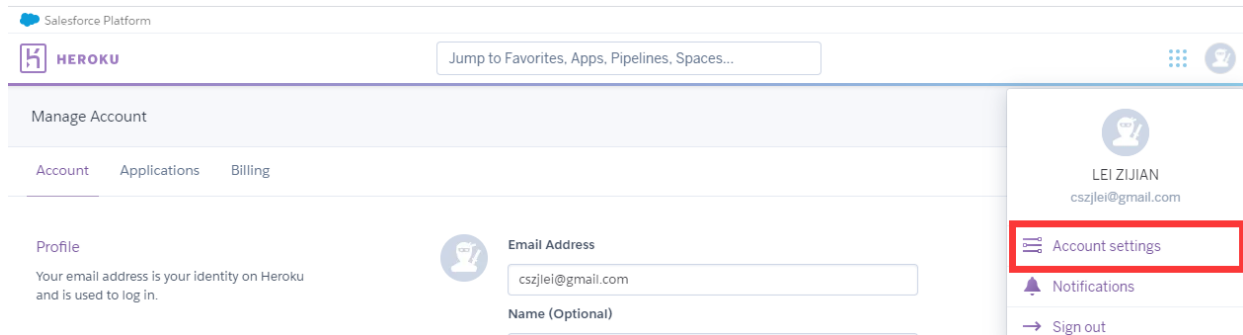 Salesforce Platform
HEROKU
Jump to Favorites, Apps, Pipelines, Spaces...
Manage Account
Account Applications Billing
LEI ZIJIAN
cszjlei@gmail.com
Account settings
Notifications
Sign out
Profile
Your email address is your identity on Heroku
and is used to log in.
Email Address
cszjlei@gmail.com
Name (Optional)